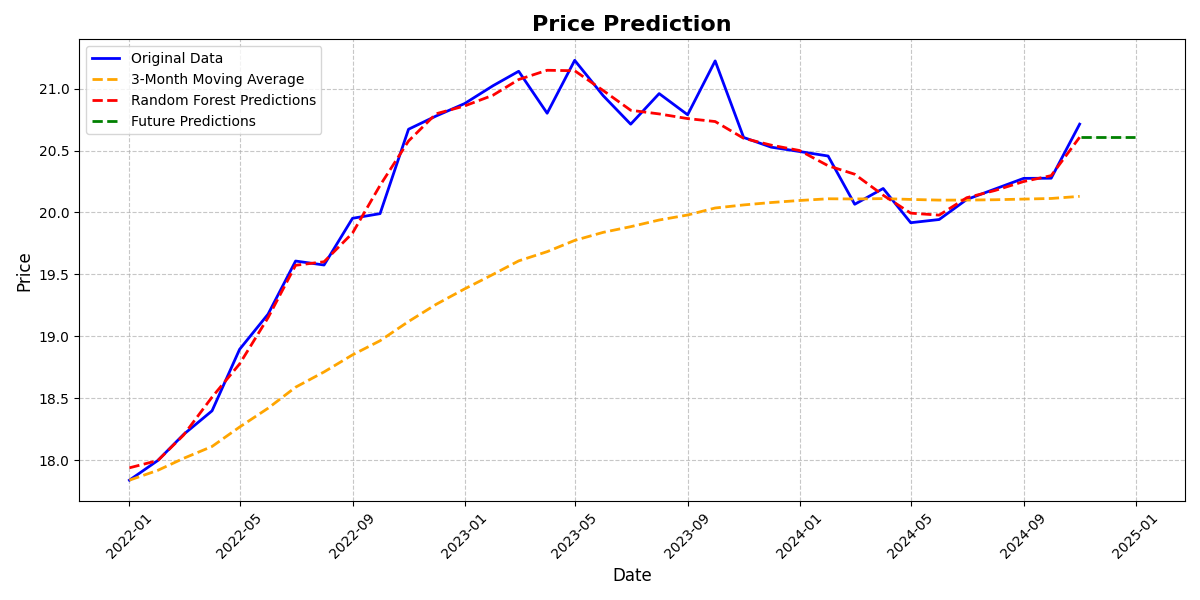 Price Prediction
Original Data
3-Month Moving Average
Random Forest Predictions
Future Predictions
Price
21.0
20.5
20.0
19.5
19.0
18.5
18.0
2022-01
2022-05
2022-09
2023-01
2023-05
2023-09
2024-01
2024-05
2024-09
2025-01
Date